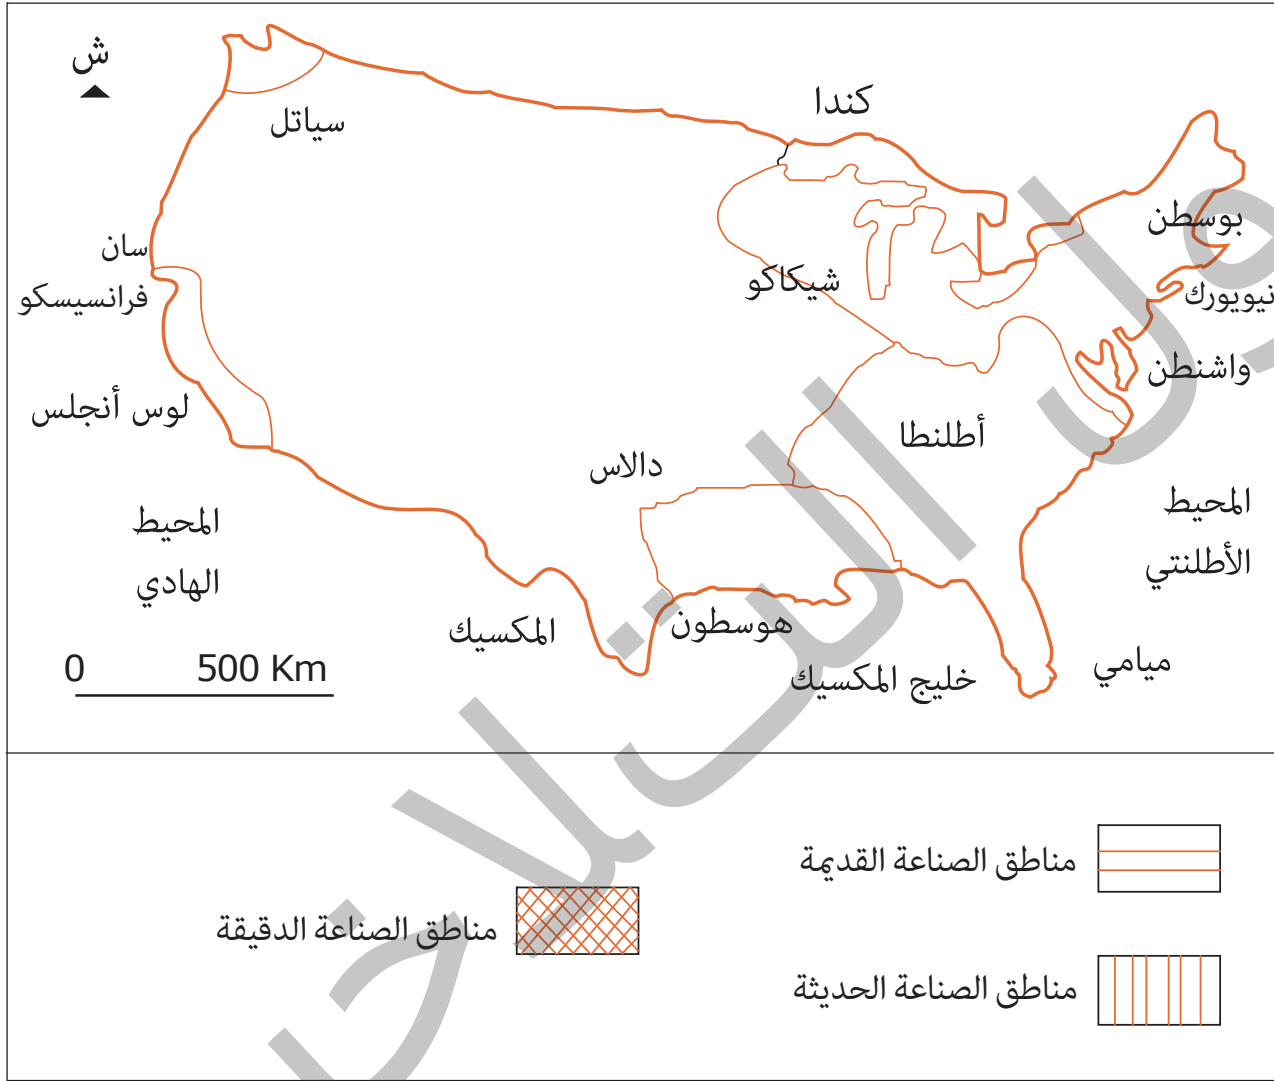 ش
كندا
سياتل
بوسطن
سان
فرانسيسكو
شيكاكو
نيويورك
واشنطن
لوس أنجلس
أطلنطا
دالاس
المحيط
الهادي
المحيط
الأطلنتي
هوسطون
المكسيك
ميامي
خليج المكسيك
0 500 Km
مناطق الصناعة القديمة
مناطق الصناعة الدقيقة
مناطق الصناعة الحديثة